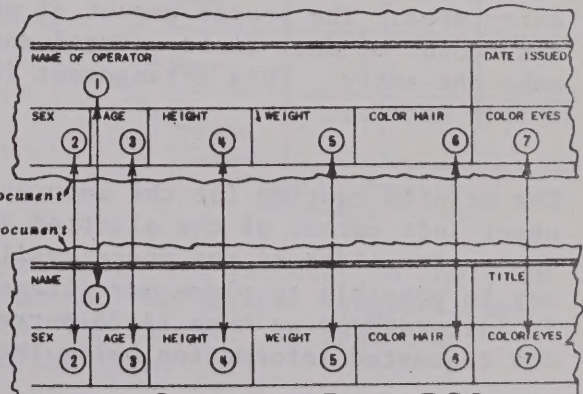 NAME OF OPERATOR DATE ISSUED
1
SEX AGE HEIGHT WEIGHT COLOR HAIR COLOR EYES
2 3 4 5 6 7
ocument
ocument
NAME TITLE
1
SEX AGE HEIGHT WEIGHT COLOR HAIR COLOR EYES
2 3 4 5 6 7